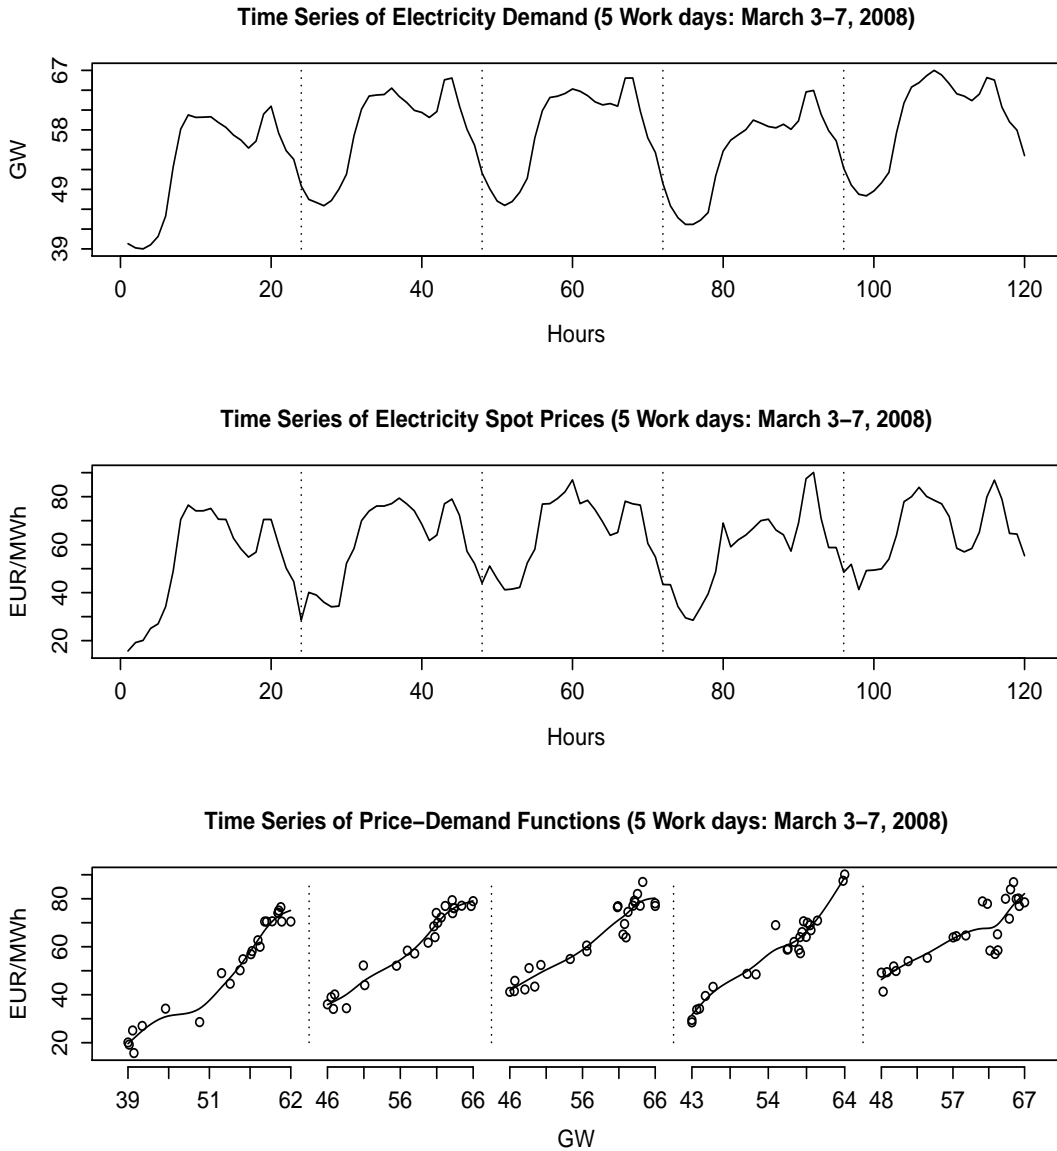 Time Series of Electricity Demand (5 Work days: March 3–7, 2008)
GW
39 49 58 67
0 20 40 60 80 100 120
Hours
Time Series of Electricity Spot Prices (5 Work days: March 3–7, 2008)
EUR/MWh
20 40 60 80
0 20 40 60 80 100 120
Hours
Time Series of Price–Demand Functions (5 Work days: March 3–7, 2008)
EUR/MWh
20 40 60 80
39 51 62 46 56 66 46 56 66 43 54 64 48 57 67
GW